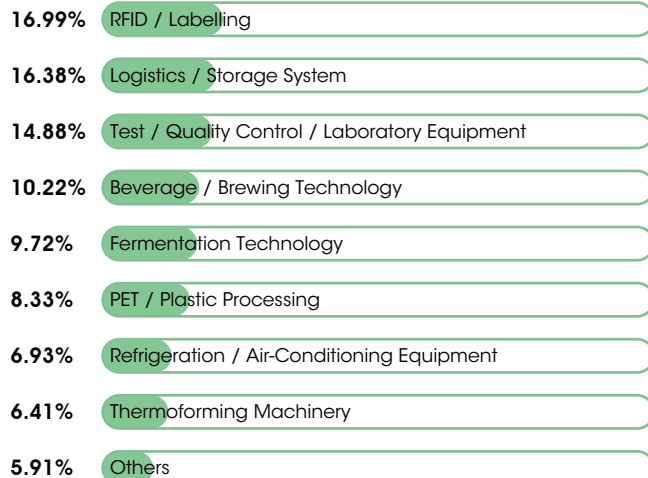 16.99% RFID / Labelling
16.38% Logistics / Storage System
14.88% Test / Quality Control / Laboratory Equipment
10.22% Beverage / Brewing Technology
9.72% Fermentation Technology
8.33% PET / Plastic Processing
6.93% Refrigeration / Air-Conditioning Equipment
6.41% Thermoforming Machinery
5.91% Others